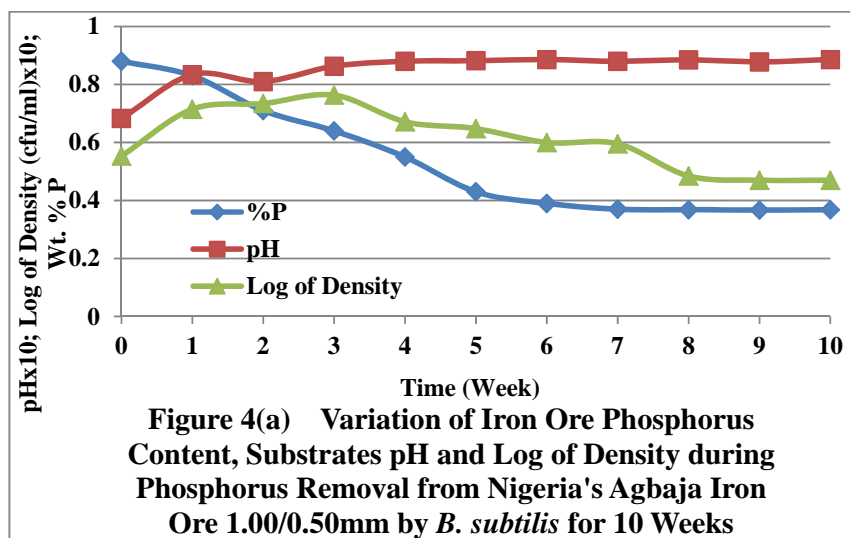 pHx10; Log of Density (cfu/ml)x10;
Wt. %P
1
0.8
0.6
0.4
0.2
0
%P
pH
Log of Density
0 1 2 3 4 5 6 7 8 9 10
Time (Week)
Figure 4(a) Variation of Iron Ore Phosphorus
Content, Substrates pH and Log of Density during
Phosphorus Removal from Nigeria's Agbaja Iron
Ore 1.00/0.50mm by B. subtilis for 10 Weeks